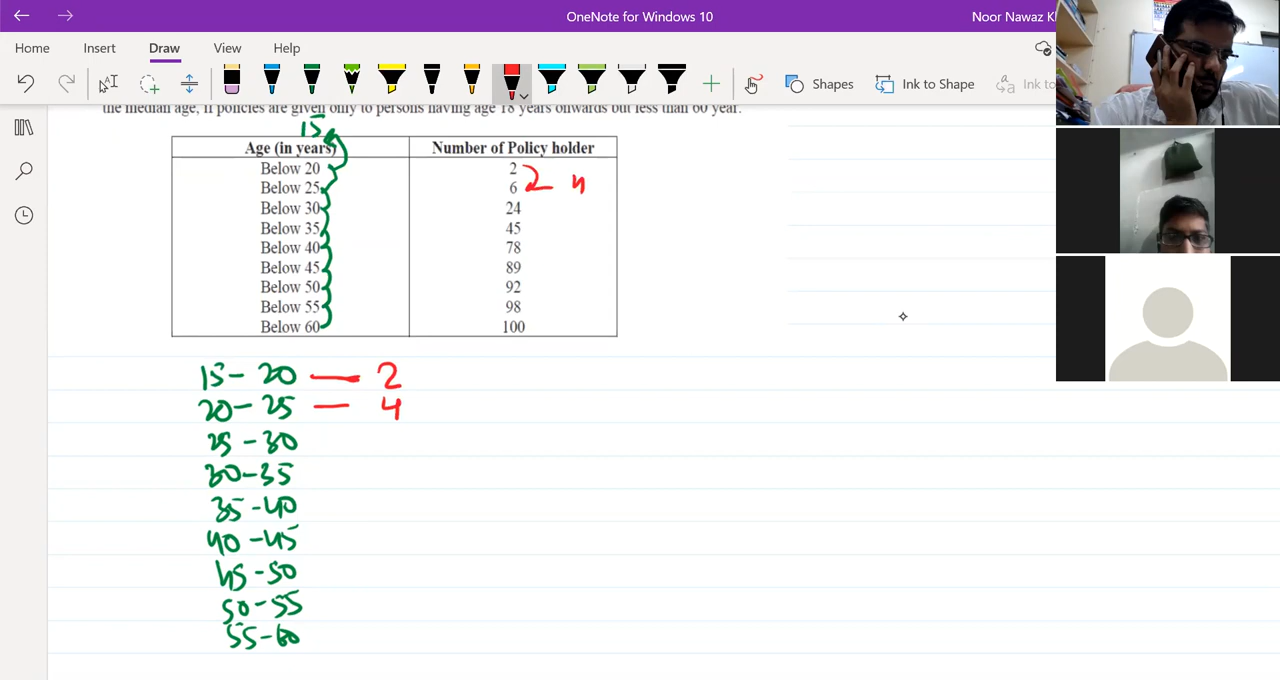 OneNote for Windows 10
Noor Nawaz K
Home Insert Draw View Help
Shapes Ink to Shape Ink to
the median age, if policies are given only to persons having age 18 years onwards but less than 60 year.
15
Age (in years) Number of Policy holder
Below 20 2
Below 25 6 4
Below 30 24
Below 35 45
Below 40 78
Below 45 89
Below 50 92
Below 55 98
Below 60 100
15 - 20 — 2
20 - 25 — 4
25 - 30
30 - 35
35 - 40
40 - 45
45 - 50
50 - 55
55 - 60